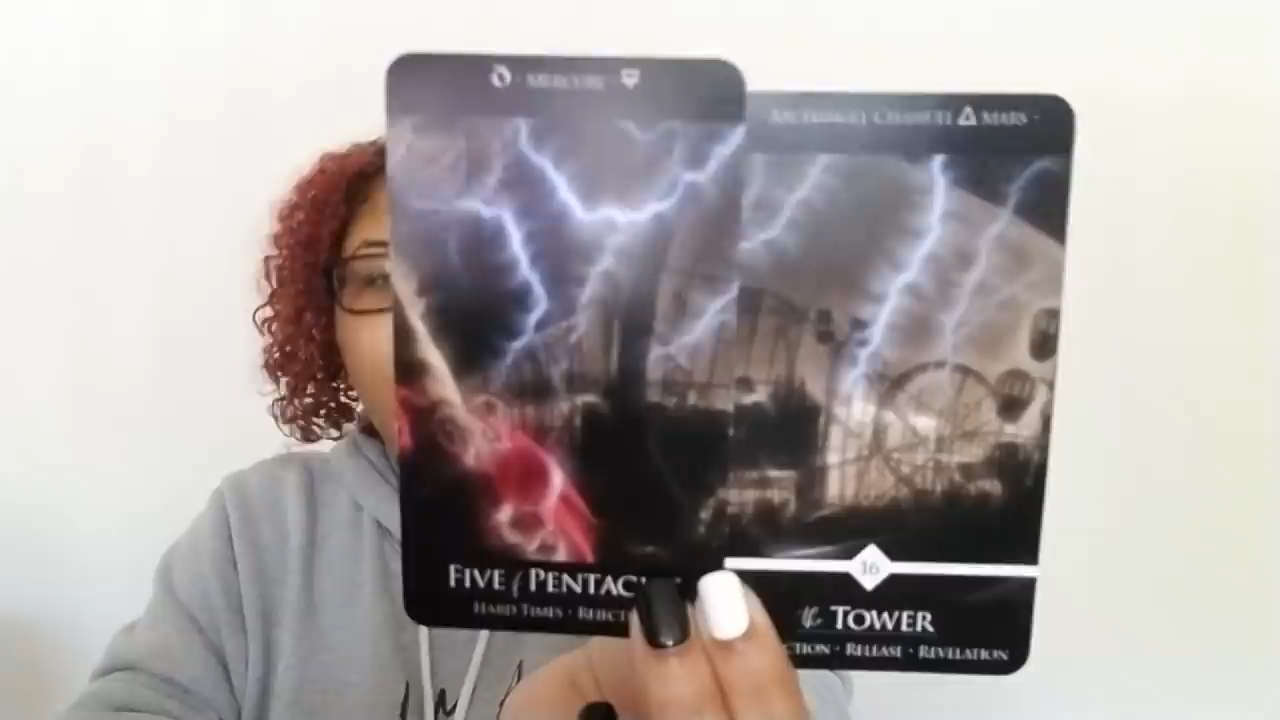 MERCURY
FIVE of PENTAC
HARD TIMES · REJECT
ARCHANGEL CHAMUEL MARS
16
the TOWER
CTION · RELEASE · REVELATION